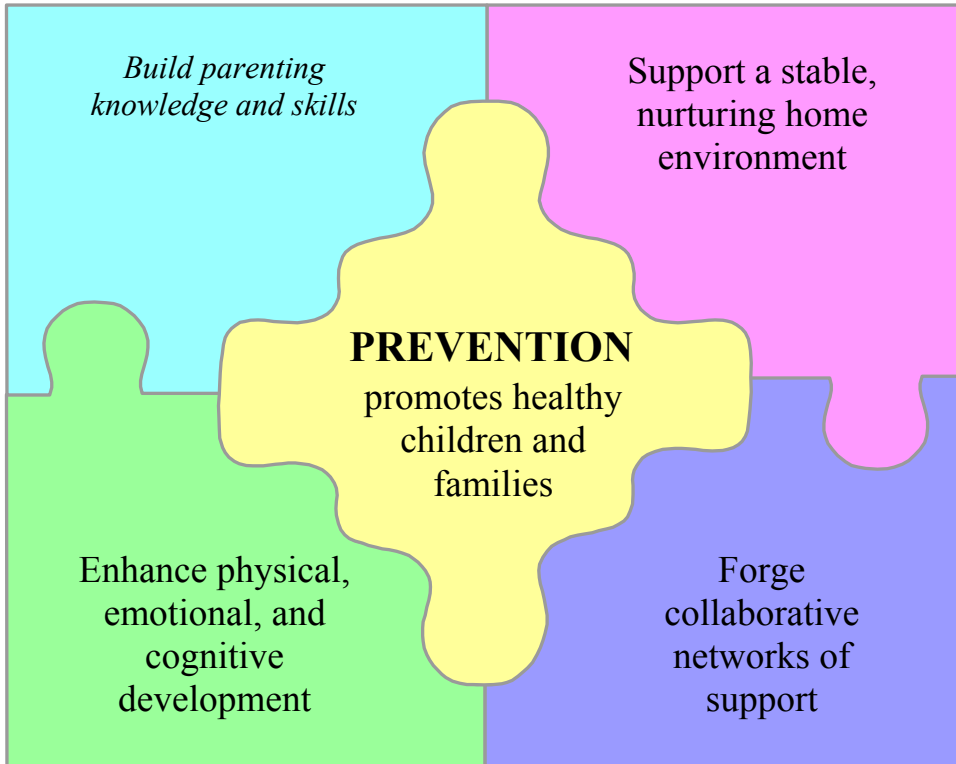 Build parenting
knowledge and skills
Support a stable,
nurturing home
environment
PREVENTION
promotes healthy
children and
families
Enhance physical,
emotional, and
cognitive
development
Forge
collaborative
networks of
support